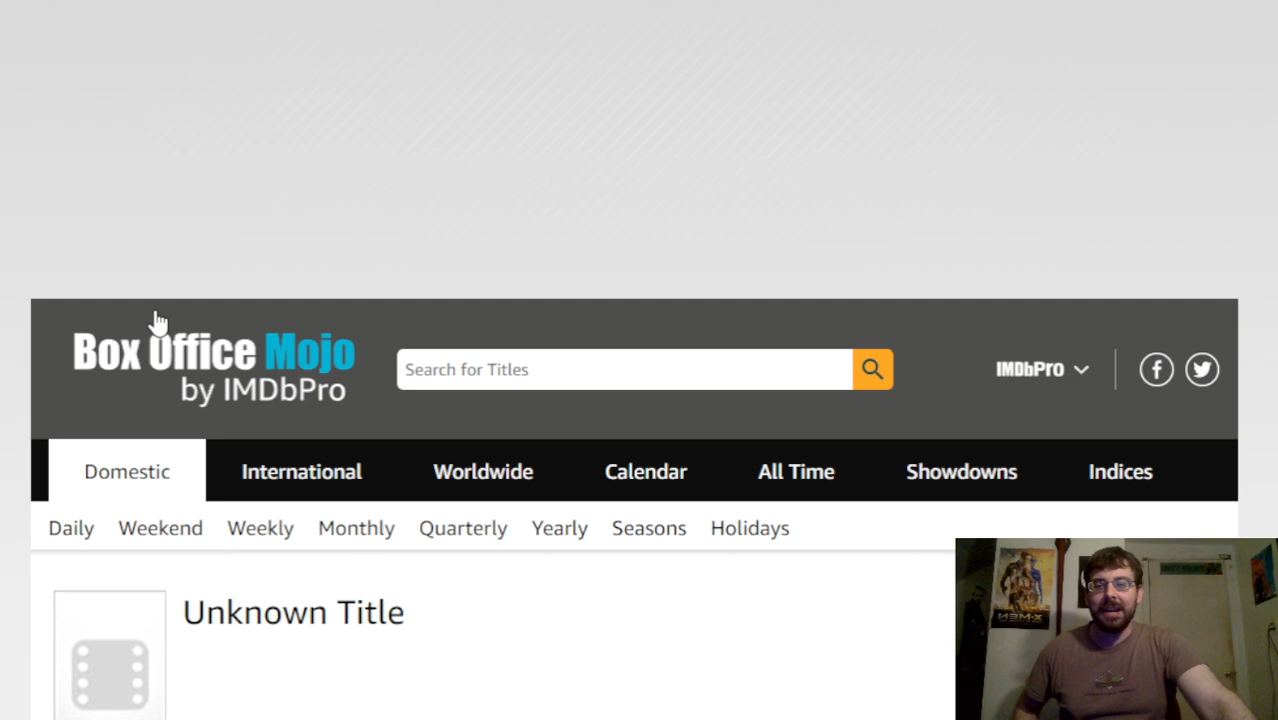 Box Office Mojo
by IMDbPro
Search for Titles
IMDbPro
Domestic International Worldwide Calendar All Time Showdowns Indices
Daily Weekend Weekly Monthly Quarterly Yearly Seasons Holidays
Unknown Title
X-MEN